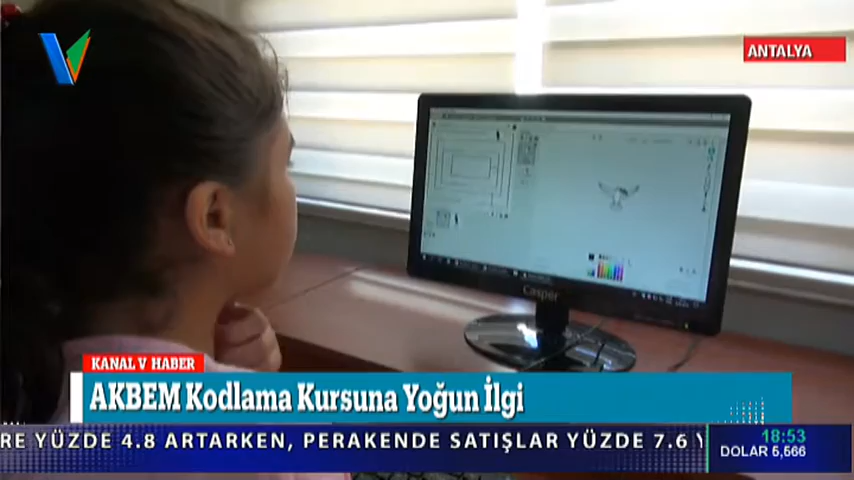 ANTALYA
Casper
KANAL V HABER
AKBEM Kodlama Kursuna Yoğun İlgi
RE YÜZDE 4.8 ARTARKEN, PERAKENDE SATIŞLAR YÜZDE 7.6 Y
18:53
DOLAR 5,566